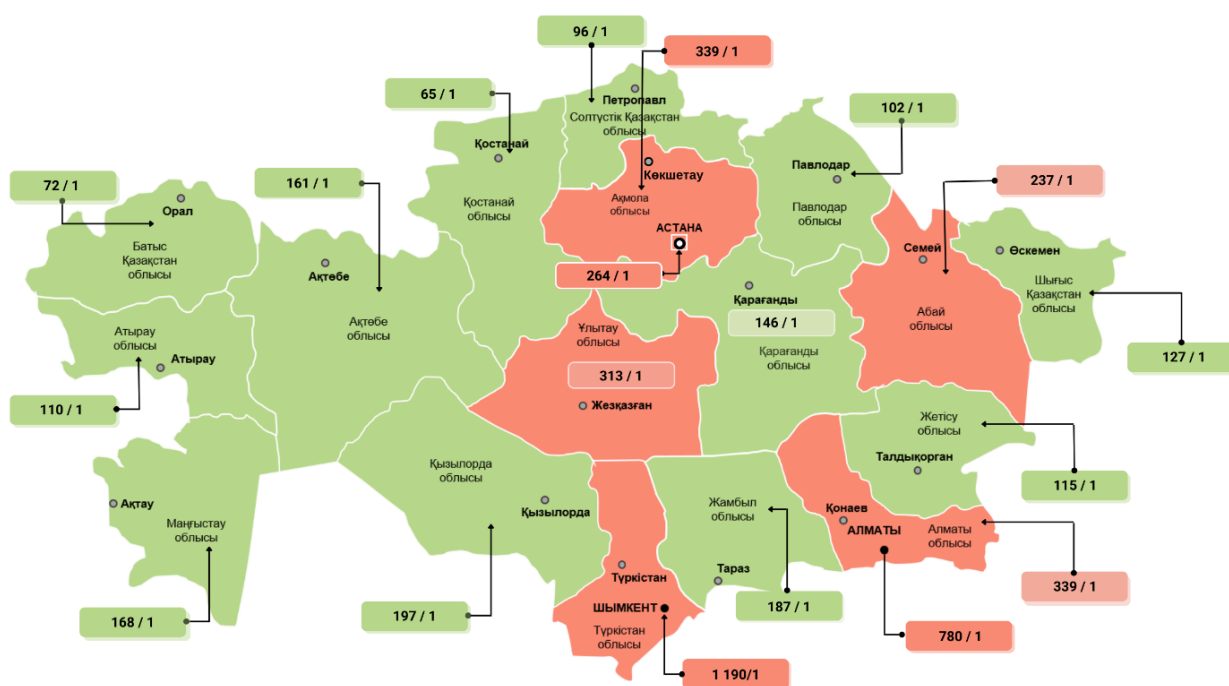 96 / 1
339 / 1
65 / 1
Петропавл
Солтүстік Қазақстан
облысы
102 / 1
Қостанай
Көкшетау
Павлодар
72 / 1
161 / 1
237 / 1
Орал
Қостанай
облысы
Ақмола
облысы
Павлодар
облысы
АСТАНА
Батыс
Қазақстан
облысы
Ақтөбе
264 / 1
Семей
Өскемен
Қарағанды
Шығыс
Қазақстан
облысы
146 / 1
Абай
облысы
Ақтөбе
облысы
Ұлытау
облысы
Қарағанды
облысы
Атырау
облысы
Атырау
127 / 1
313 / 1
110 / 1
Жезқазған
Жетісу
облысы
Талдықорган
Қызылорда
облысы
115 / 1
Ақтау
Қызылорда
Жамбыл
облысы
Қонаев
АЛМАТЫ
Алматы
облысы
Маңғыстау
облысы
Түркістан
Тараз
339 / 1
168 / 1
197 / 1
ШЫМКЕНТ
187 / 1
Түркістан
облысы
780 / 1
1 190/1